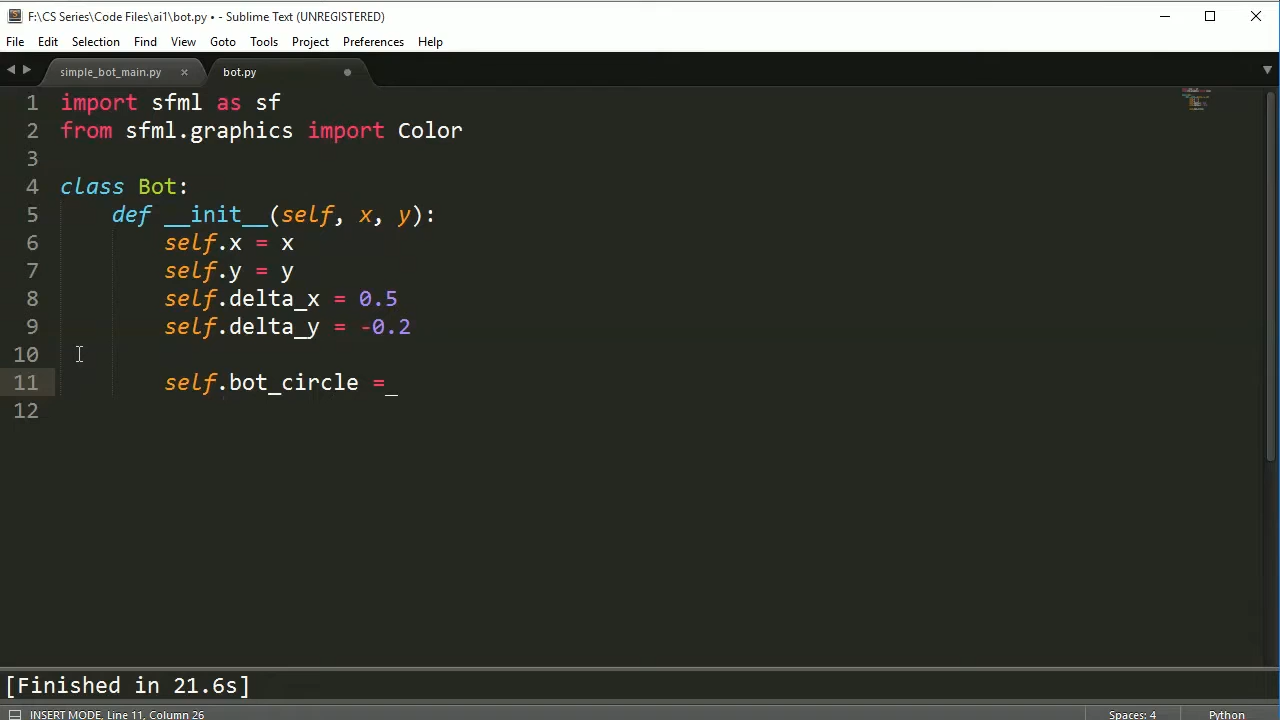 F:\CS Series\Code Files\ai1\bot.py • - Sublime Text (UNREGISTERED)
File Edit Selection Find View Goto Tools Project Preferences Help
simple_bot_main.py × bot.py
1 import sfml as sf
2 from sfml.graphics import Color
3
4 class Bot:
5 def __init__(self, x, y):
6 self.x = x
7 self.y = y
8 self.delta_x = 0.5
9 self.delta_y = -0.2
10
11 self.bot_circle =
12
[Finished in 21.6s]
INSERT MODE, Line 11, Column 26 Spaces: 4 Python